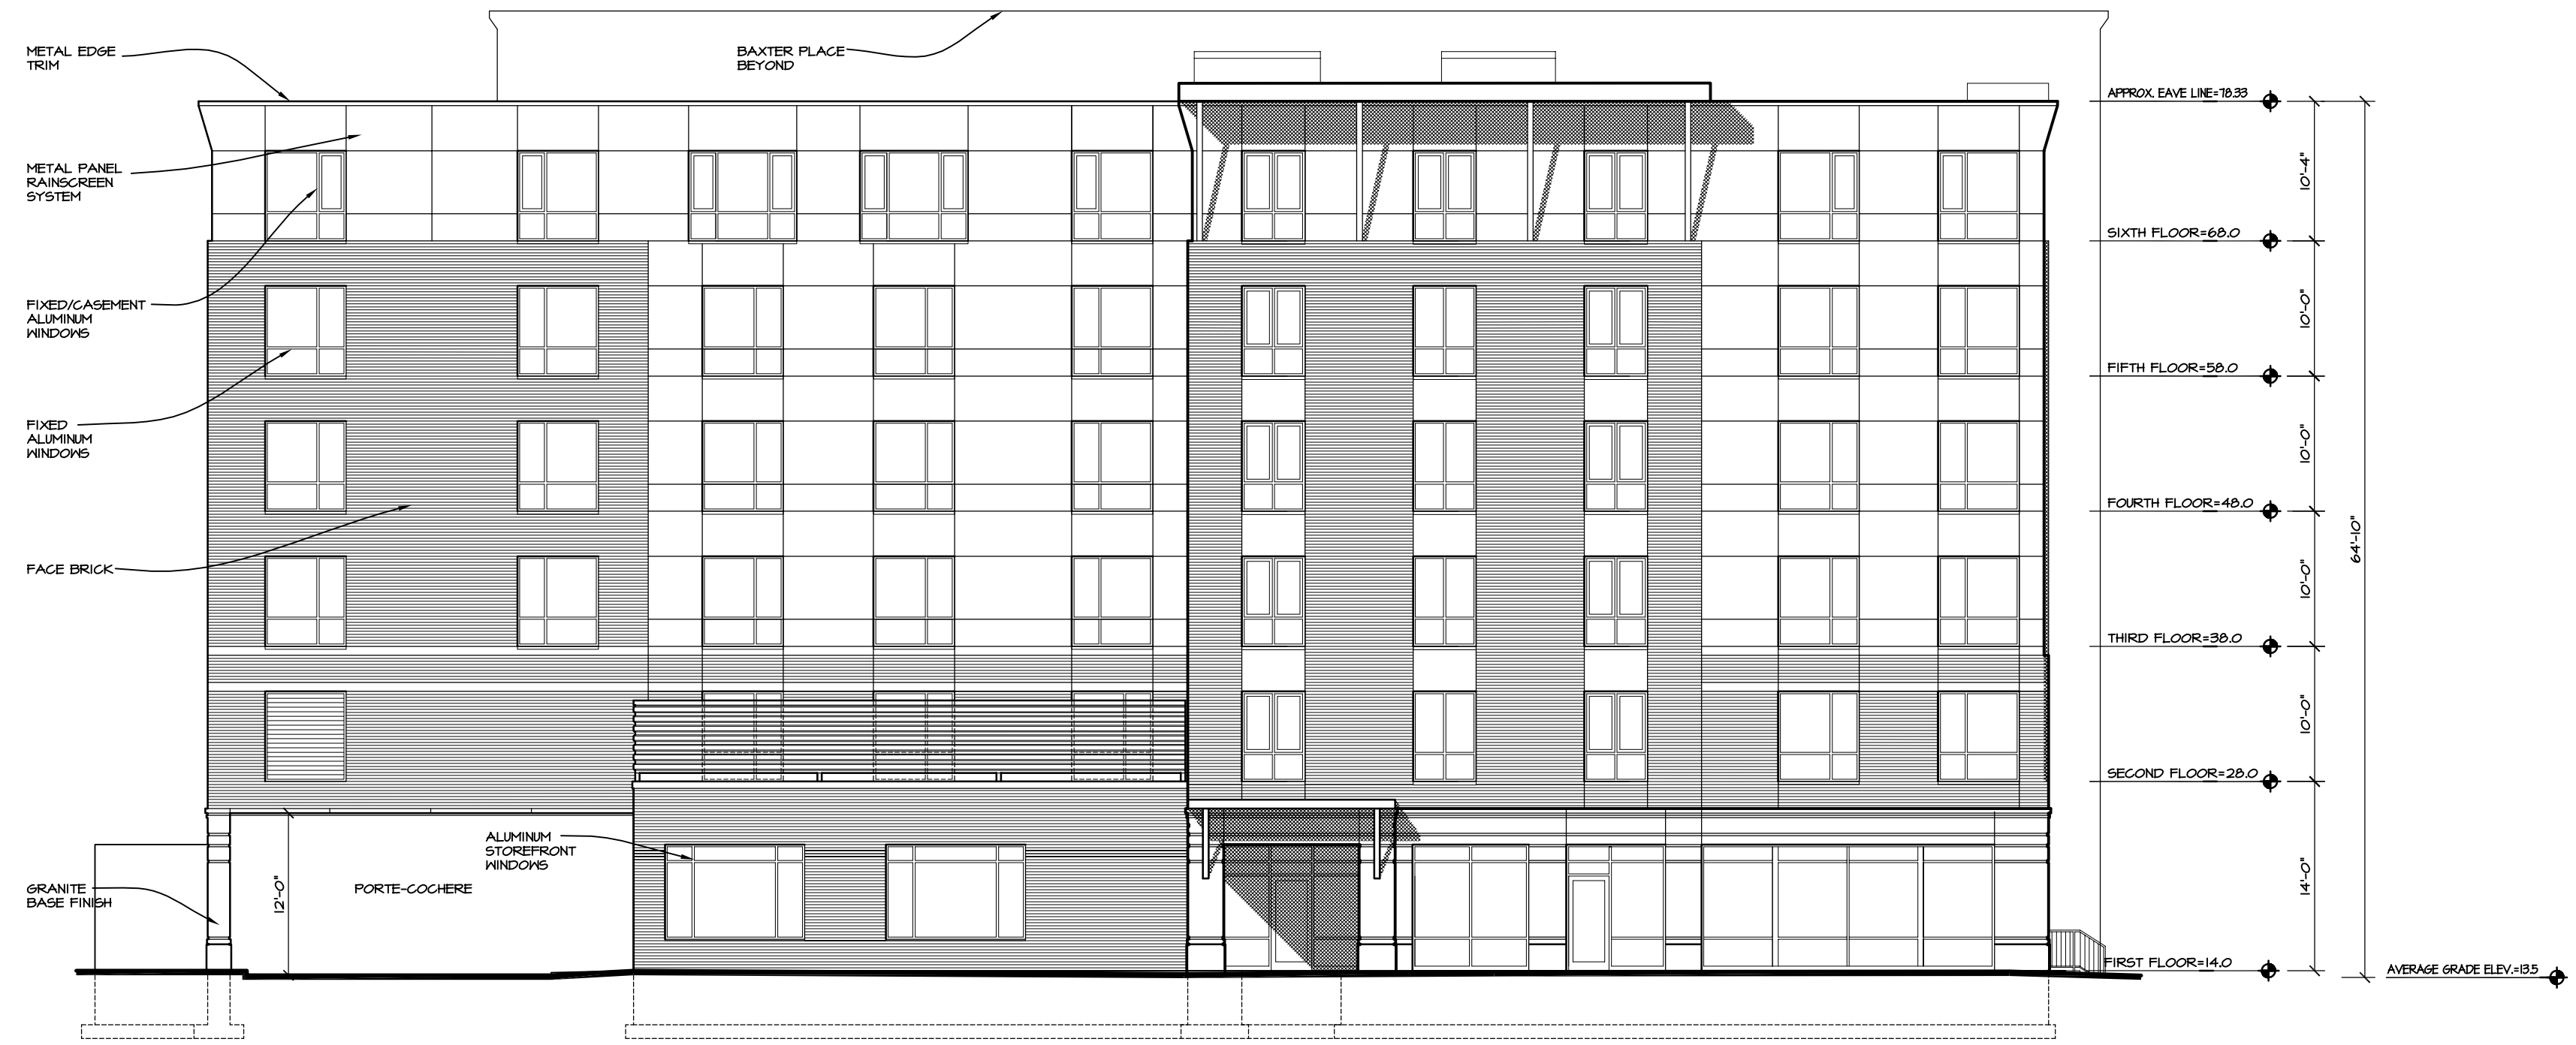 METAL EDGE
TRIM
BAXTER PLACE
BEYOND
APPROX. EAVE LINE=78.33
METAL PANEL
RAINSCREEN
SYSTEM
10'-4"
SIXTH FLOOR=68.0
FIXED/CASEMENT
ALUMINUM
WINDOWS
10'-0"
FIFTH FLOOR=58.0
FIXED
ALUMINUM
WINDOWS
10'-0"
FOURTH FLOOR=48.0
64'-10"
FACE BRICK
10'-0"
THIRD FLOOR=38.0
10'-0"
SECOND FLOOR=28.0
ALUMINUM
STOREFRONT
WINDOWS
GRANITE
BASE FINISH
12'-0"
PORTE-COCHERE
14'-0"
FIRST FLOOR=14.0
AVERAGE GRADE ELEV.=13.5